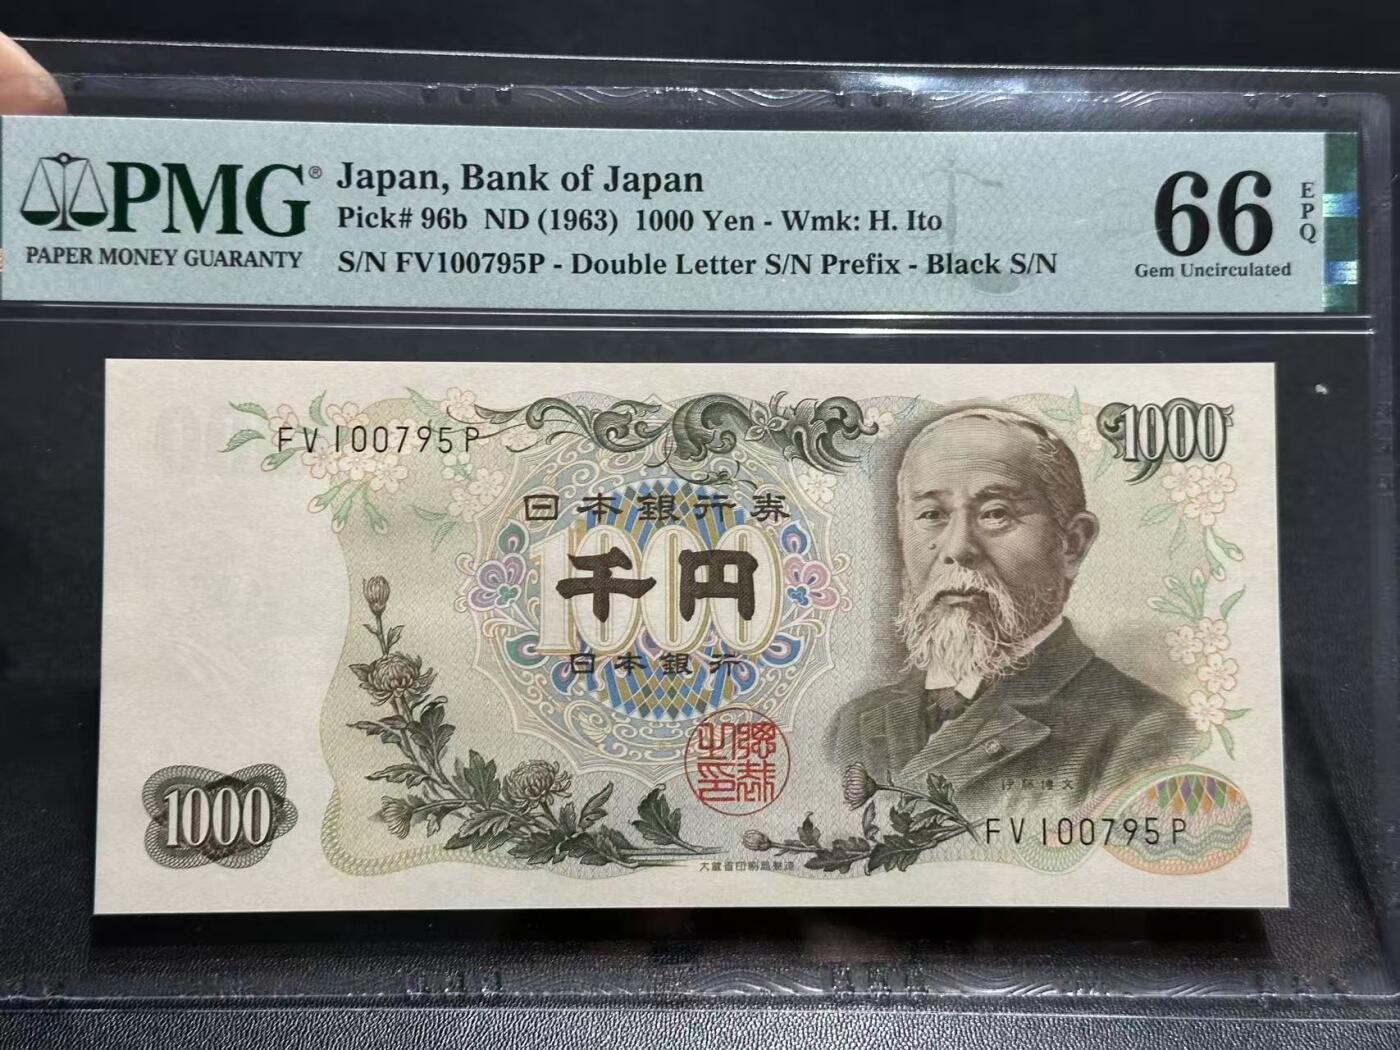 PMG®
PAPER MONEY GUARANTY
Japan, Bank of Japan
Pick# 96b ND (1963) 1000 Yen - Wmk: H. Ito
S/N FV100795P - Double Letter S/N Prefix - Black S/N
66
EPQ
Gem Uncirculated
FV100795P
1000
日本銀行券
1000
千円
日本銀行
伊藤博文
1000
FV100795P
大蔵省印刷局製造